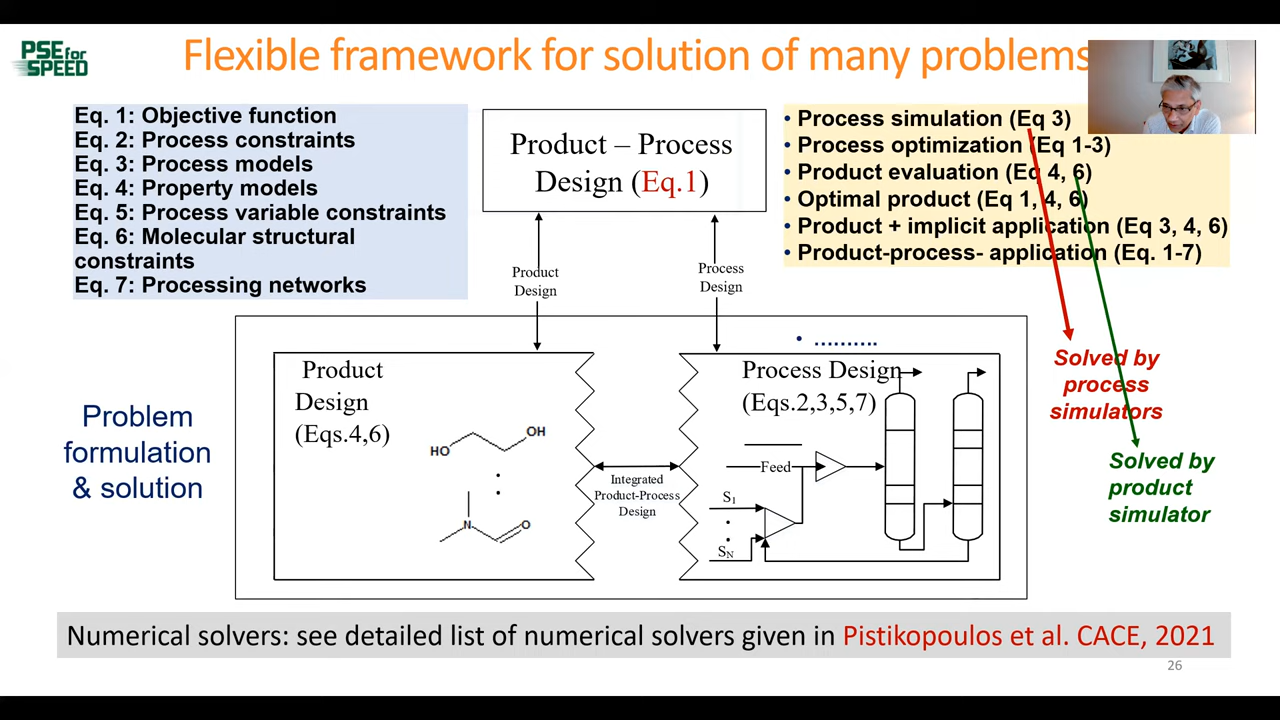 PSE for
SPEED
Flexible framework for solution of many problems
Eq. 1: Objective function
Eq. 2: Process constraints
Eq. 3: Process models
Eq. 4: Property models
Eq. 5: Process variable constraints
Eq. 6: Molecular structural
constraints
Eq. 7: Processing networks
Product – Process
Design (Eq.1)
• Process simulation (Eq 3)
• Process optimization (Eq 1-3)
• Product evaluation (Eq 4, 6)
• Optimal product (Eq 1, 4, 6)
• Product + implicit application (Eq 3, 4, 6)
• Product-process- application (Eq. 1-7)
• ……….
Product
Design
Process
Design
Problem
formulation
& solution
Product
Design
(Eqs.4,6)
HO
OH
N
O
Integrated
Product-Process
Design
Process Design
(Eqs.2,3,5,7)
Feed
S1
SN
Solved by
process
simulators
Solved by
product
simulator
Numerical solvers: see detailed list of numerical solvers given in Pistikopoulos et al. CACE, 2021
26